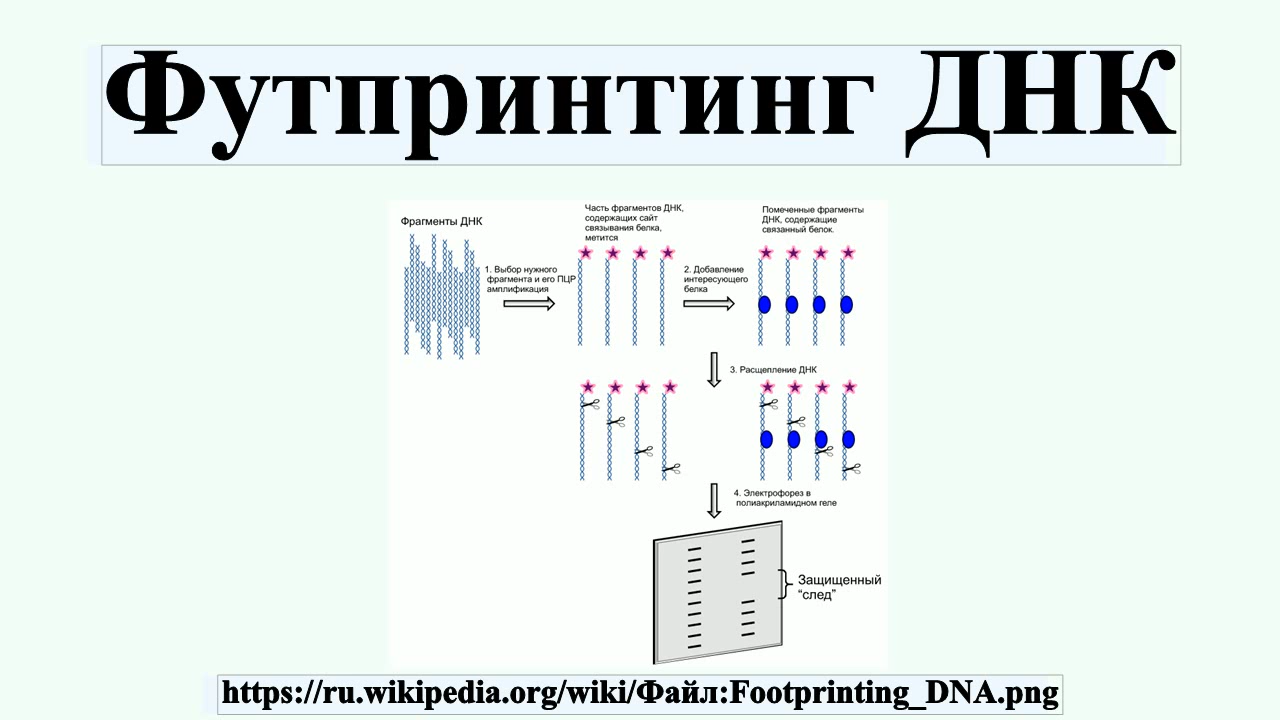 Футпринтинг ДНК
Фрагменты ДНК
Часть фрагментов ДНК,
содержащих сайт
связывания белка,
метится
Помеченные фрагменты
ДНК, содержащие
связанный белок.
1. Выбор нужного
фрагмента и его ПЦР
амплификация
2. Добавление
интересующего
белка
3. Расщепление ДНК
4. Электрофорез в
полиакриламидном геле
Защищенный
“след”
https://ru.wikipedia.org/wiki/Файл:Footprinting_DNA.png